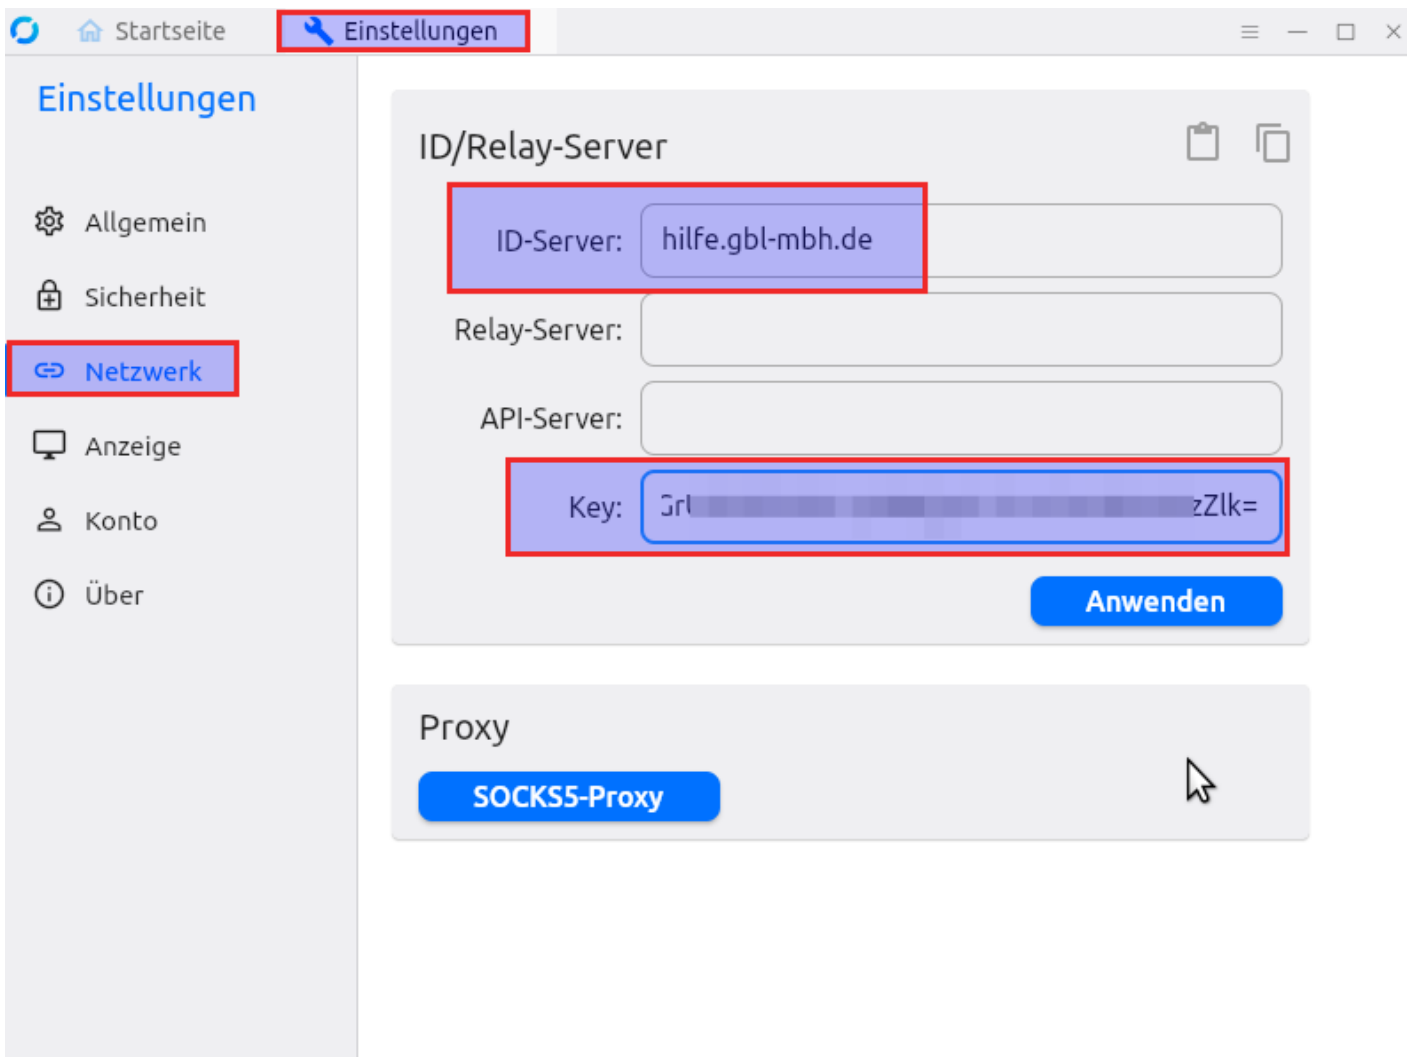 Startseite
Einstellungen
Einstellungen
Allgemein
Sicherheit
Netzwerk
Anzeige
Konto
Über
ID/Relay-Server
ID-Server: hilfe.gbl-mbh.de
Relay-Server:
API-Server:
Key: zZlk=
Anwenden
Proxy
SOCKS5-Proxy